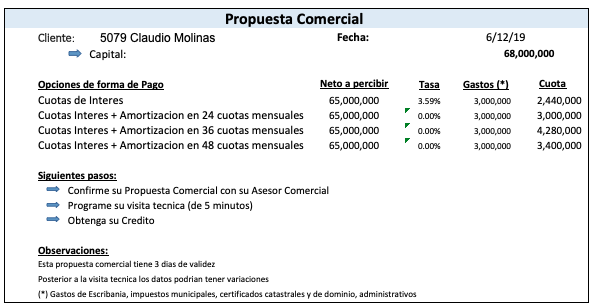 Propuesta Comercial
Cliente: 5079 Claudio Molinas Fecha: 6/12/19
Capital: 68,000,000
Opciones de forma de Pago Neto a percibir Tasa Gastos (*) Cuota
Cuotas de Interes 65,000,000 3.59% 3,000,000 2,440,000
Cuotas Interes + Amortizacion en 24 cuotas mensuales 65,000,000 0.00% 3,000,000 3,000,000
Cuotas Interes + Amortizacion en 36 cuotas mensuales 65,000,000 0.00% 3,000,000 4,280,000
Cuotas Interes + Amortizacion en 48 cuotas mensuales 65,000,000 0.00% 3,000,000 3,400,000
Siguientes pasos:
Confirme su Propuesta Comercial con su Asesor Comercial
Programe su visita tecnica (de 5 minutos)
Obtenga su Credito
Observaciones:
Esta propuesta comercial tiene 3 dias de validez
Posterior a la visita tecnica los datos podrian tener variaciones
(*) Gastos de Escribania, impuestos municipales, certificados catastrales y de dominio, administrativos